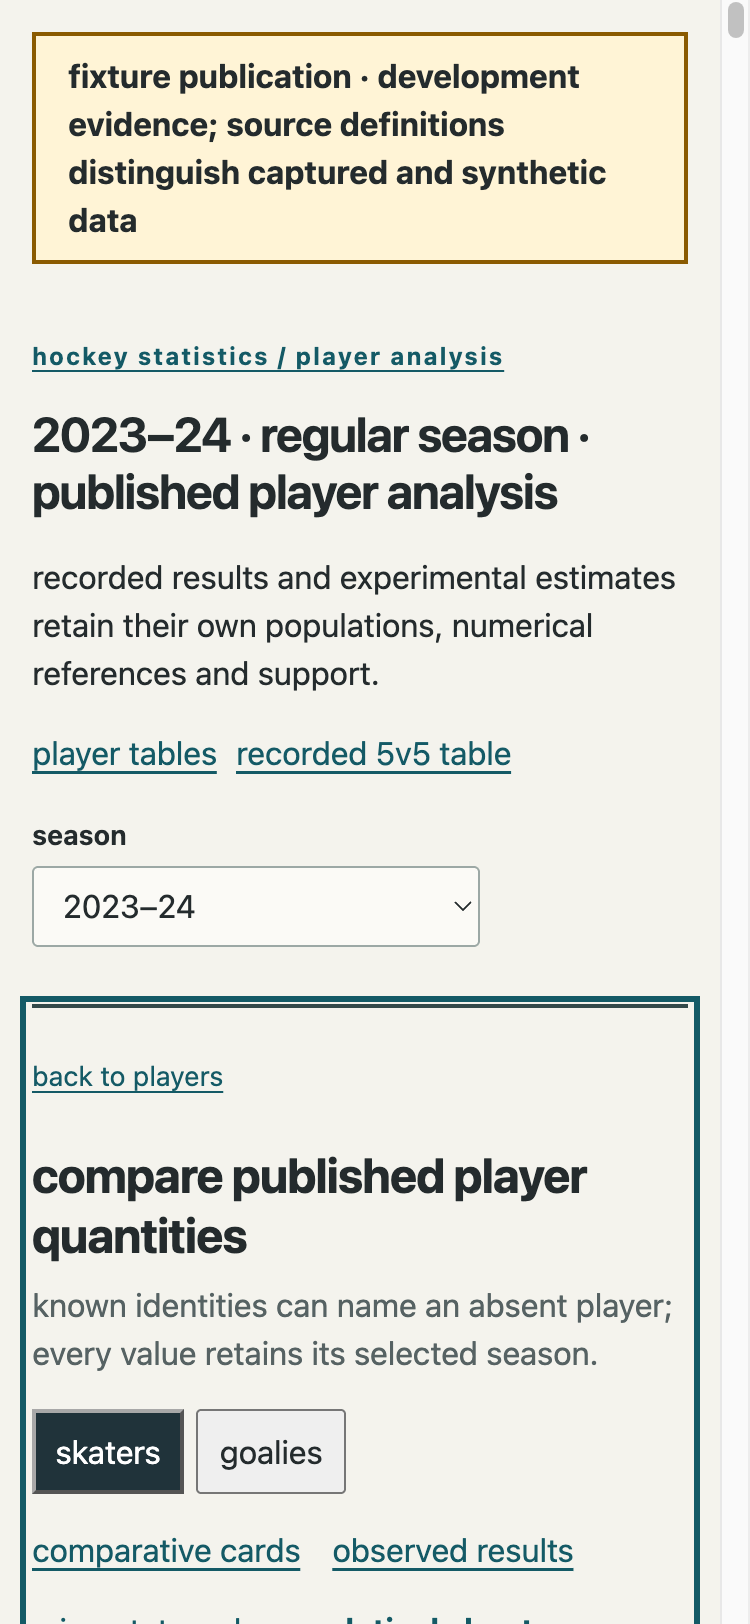 fixture publication · development
evidence; source definitions
distinguish captured and synthetic
data
hockey statistics / player analysis
2023–24 · regular season ·
published player analysis
recorded results and experimental estimates
retain their own populations, numerical
references and support.
player tables recorded 5v5 table
season
2023–24
back to players
compare published player
quantities
known identities can name an absent player;
every value retains its selected season.
skaters goalies
comparative cards observed results